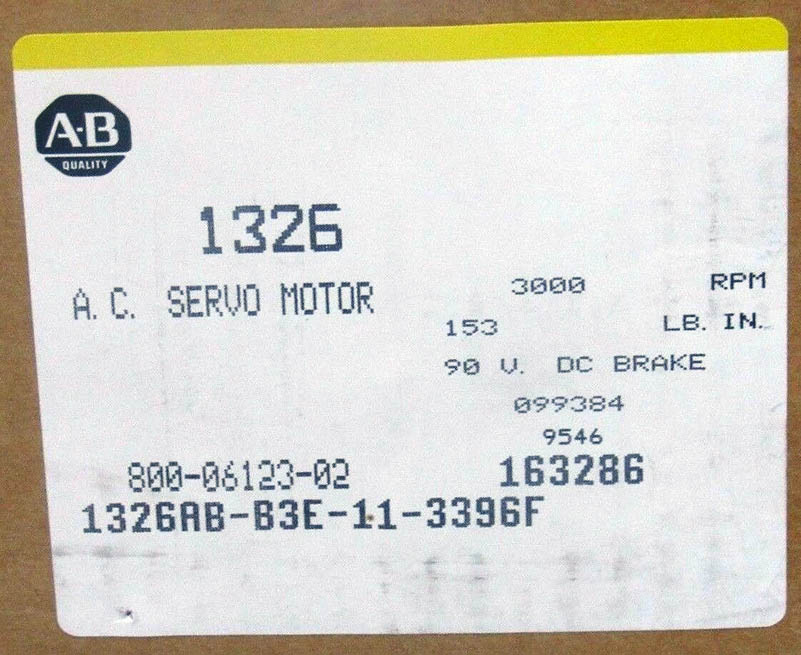 A-B
QUALITY
1326
A.C. SERVO MOTOR
3000 RPM
153 LB. IN.
90 V. DC BRAKE
099384
9546
800-06123-02
163286
1326AB-B3E-11-3396F